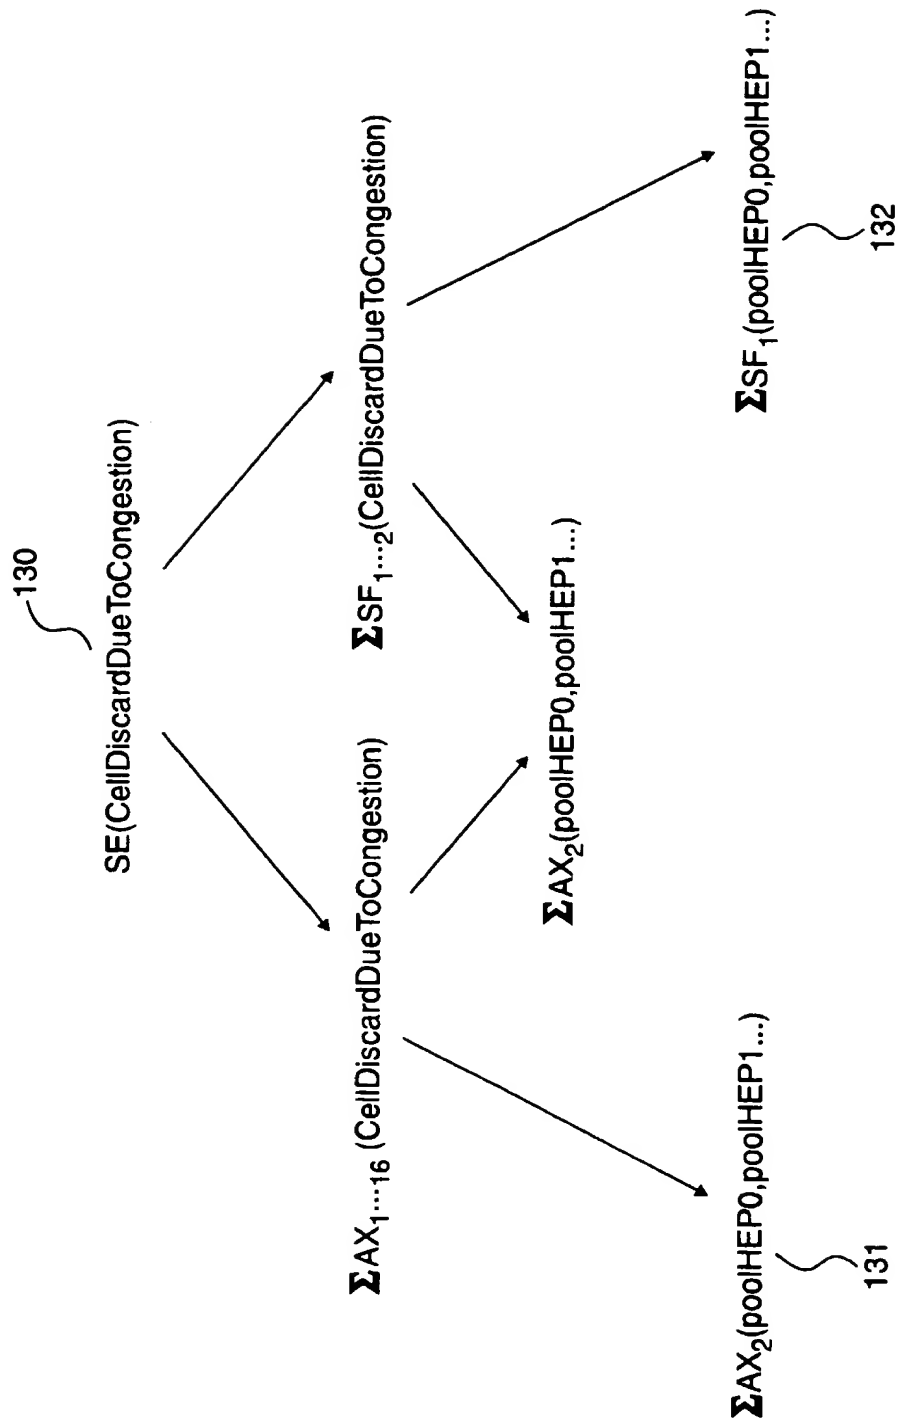 130
SE(CellDiscardDueToCongestion)
ΣAX₁...₁₆ (CellDiscardDueToCongestion)
ΣSF₁...₂(CellDiscardDueToCongestion)
ΣAX₂(poolHEP0,poolHEP1...)
ΣAX₂(poolHEP0,poolHEP1...)
131
ΣSF₁(poolHEP0,poolHEP1...)
132